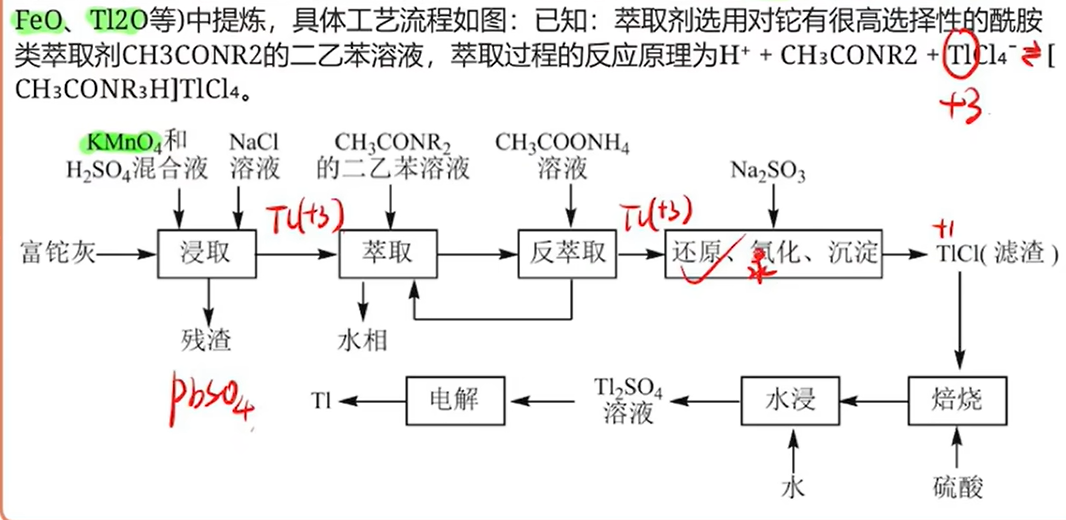 FeO、Tl2O等)中提炼，具体工艺流程如图：已知：萃取剂选用对铊有很高选择性的酰胺
类萃取剂CH3CONR2的二乙苯溶液，萃取过程的反应原理为H⁺ + CH₃CONR2 + TlCl₄⁻ ⇌ [
CH₃CONR₃H]TlCl₄。
+3
KMnO₄和
H₂SO₄混合液
NaCl
溶液
CH₃CONR₂
的二乙苯溶液
CH₃COONH₄
溶液
Na₂SO₃
Tl(+3)
Tl(+3)
+1
富铊灰
浸取
萃取
反萃取
还原、氯化、沉淀
TlCl(滤渣)
残渣
水相
PbSO₄
Tl
电解
Tl₂SO₄
溶液
水浸
焙烧
水
硫酸